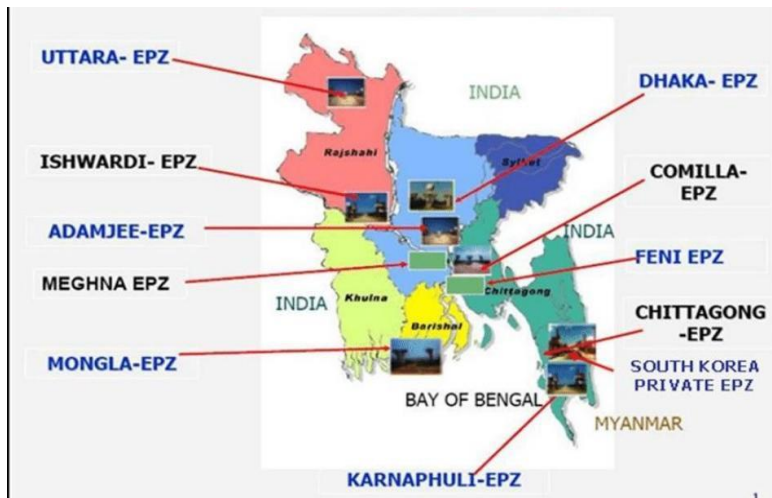 UTTARA- EPZ
INDIA
DHAKA- EPZ
Rajshahi
Sylhet
ISHWARDI- EPZ
COMILLA-
EPZ
ADAMJEE-EPZ
INDIA
FENI EPZ
MEGHNA EPZ
INDIA
Khulna
Chittagong
CHITTAGONG
-EPZ
Barishal
MONGLA-EPZ
SOUTH KOREA
PRIVATE EPZ
BAY OF BENGAL
MYANMAR
KARNAPHULI-EPZ